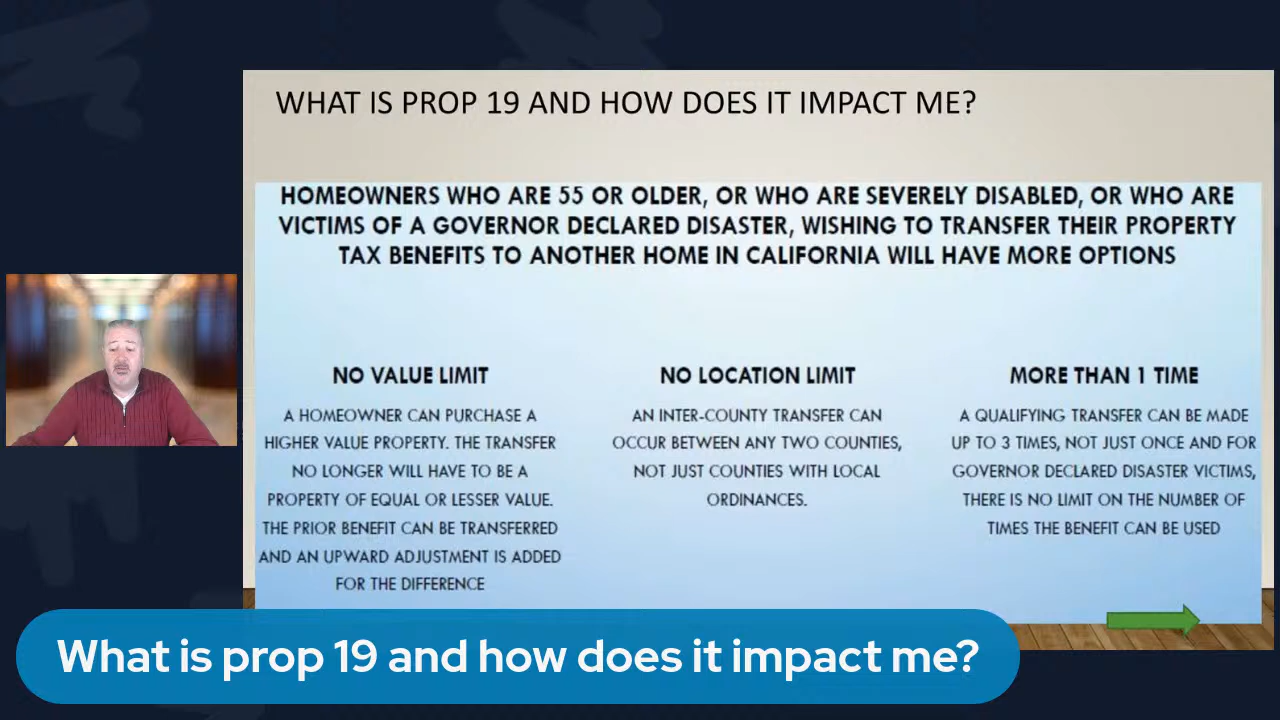 WHAT IS PROP 19 AND HOW DOES IT IMPACT ME?
HOMEOWNERS WHO ARE 55 OR OLDER, OR WHO ARE SEVERELY DISABLED, OR WHO ARE
VICTIMS OF A GOVERNOR DECLARED DISASTER, WISHING TO TRANSFER THEIR PROPERTY
TAX BENEFITS TO ANOTHER HOME IN CALIFORNIA WILL HAVE MORE OPTIONS
NO VALUE LIMIT
A HOMEOWNER CAN PURCHASE A
HIGHER VALUE PROPERTY. THE TRANSFER
NO LONGER WILL HAVE TO BE A
PROPERTY OF EQUAL OR LESSER VALUE.
THE PRIOR BENEFIT CAN BE TRANSFERRED
AND AN UPWARD ADJUSTMENT IS ADDED
FOR THE DIFFERENCE
NO LOCATION LIMIT
AN INTER-COUNTY TRANSFER CAN
OCCUR BETWEEN ANY TWO COUNTIES,
NOT JUST COUNTIES WITH LOCAL
ORDINANCES.
MORE THAN 1 TIME
A QUALIFYING TRANSFER CAN BE MADE
UP TO 3 TIMES, NOT JUST ONCE AND FOR
GOVERNOR DECLARED DISASTER VICTIMS,
THERE IS NO LIMIT ON THE NUMBER OF
TIMES THE BENEFIT CAN BE USED
What is prop 19 and how does it impact me?